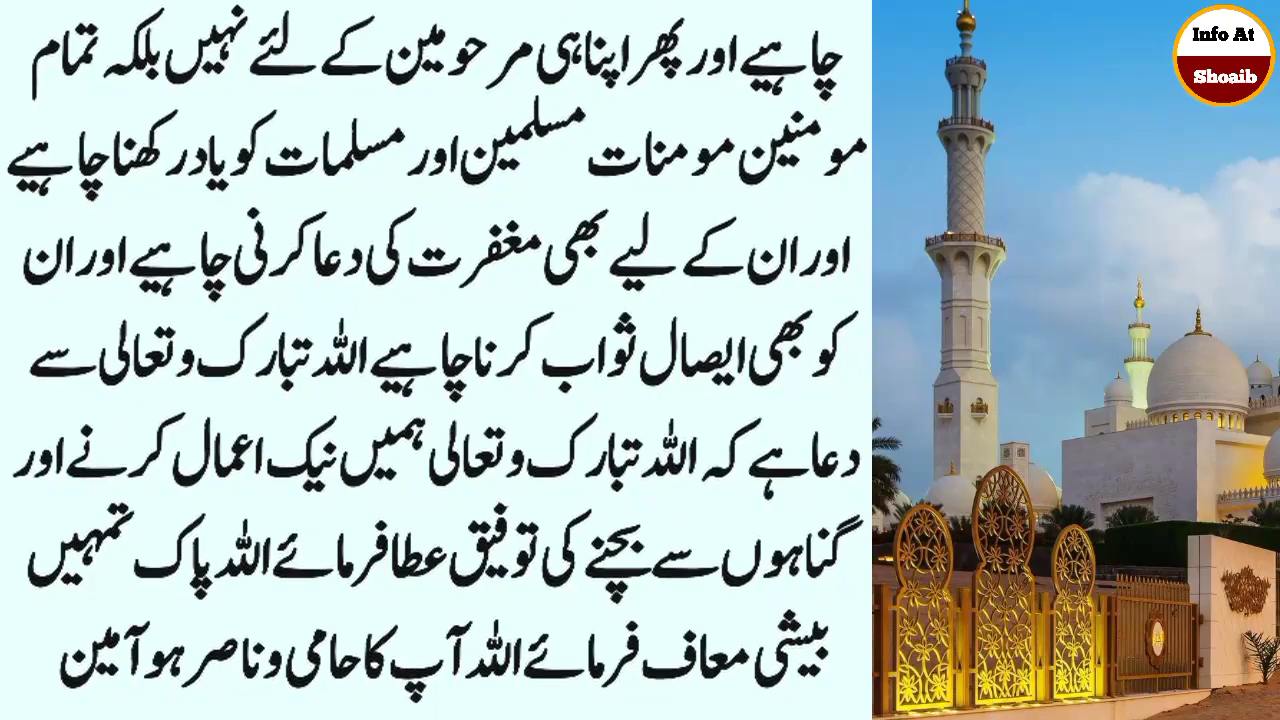 چاہیے اور پھر اپنا ہی مرحومین کے لئے نہیں بلکہ تمام
مومنین مومنات مسلمین اور مسلمات کو یاد رکھنا چاہیے
اور ان کے لیے بھی مغفرت کی دعا کرنی چاہیے اور ان
کو بھی ایصال ثواب کرنا چاہیے اللہ تبارک و تعالی سے
دعا ہے کہ اللہ تبارک و تعالی ہمیں نیک اعمال کرنے اور
گناہوں سے بچنے کی توفیق عطا فرمائے اللہ پاک تمہیں
بیشی معاف فرمائے اللہ آپ کا حامی و ناصر ہو آمین
Info At
Shoaib